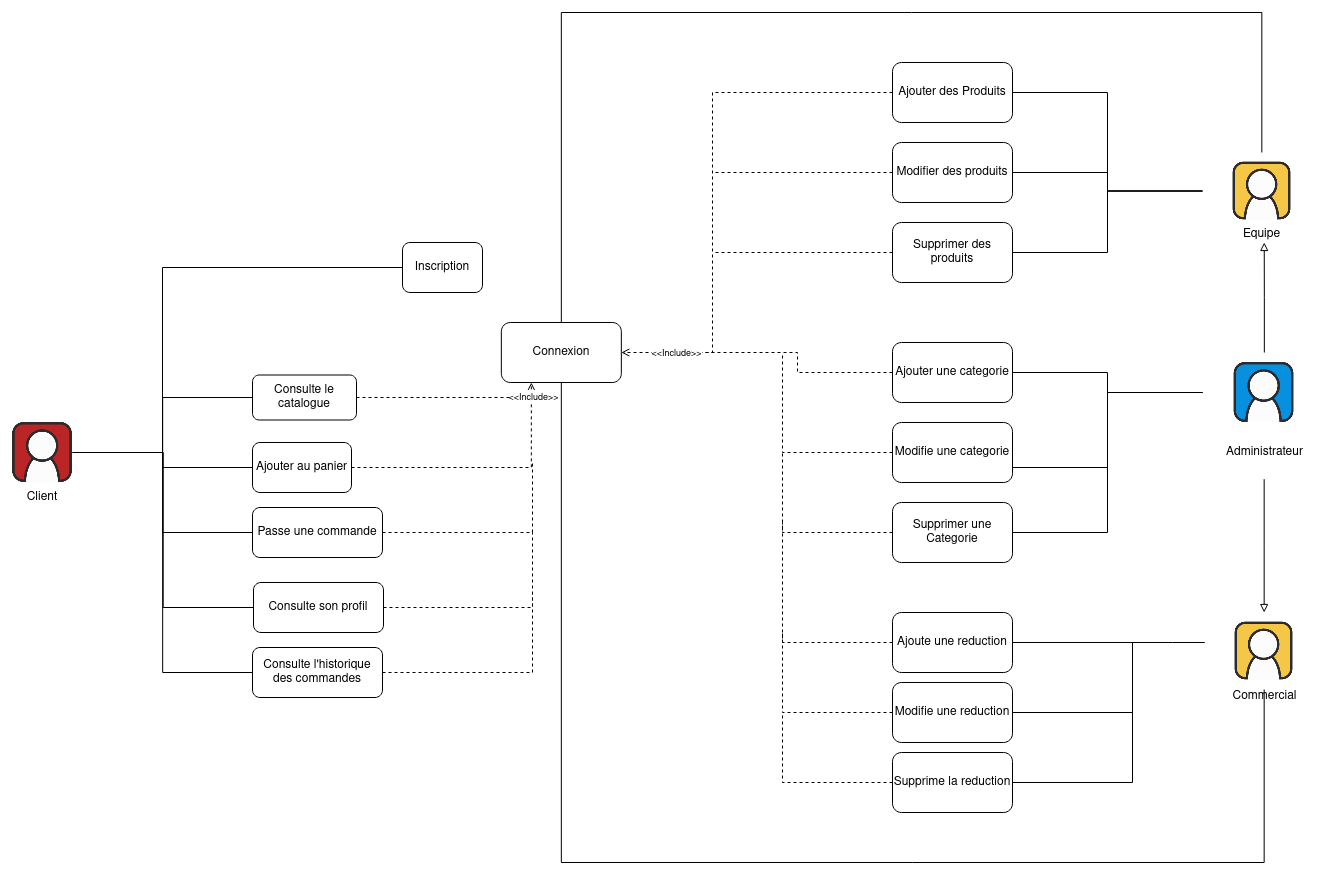 Ajouter des Produits
Modifier des produits
Supprimer des
produits
Equipe
Inscription
Connexion
<<Include>>
Ajouter une categorie
Consulte le
catalogue
<<Include>>
Modifie une categorie
Administrateur
Ajouter au panier
Client
Passe une commande
Supprimer une
Categorie
Consulte son profil
Ajoute une reduction
Consulte l'historique
des commandes
Commercial
Modifie une reduction
Supprime la reduction